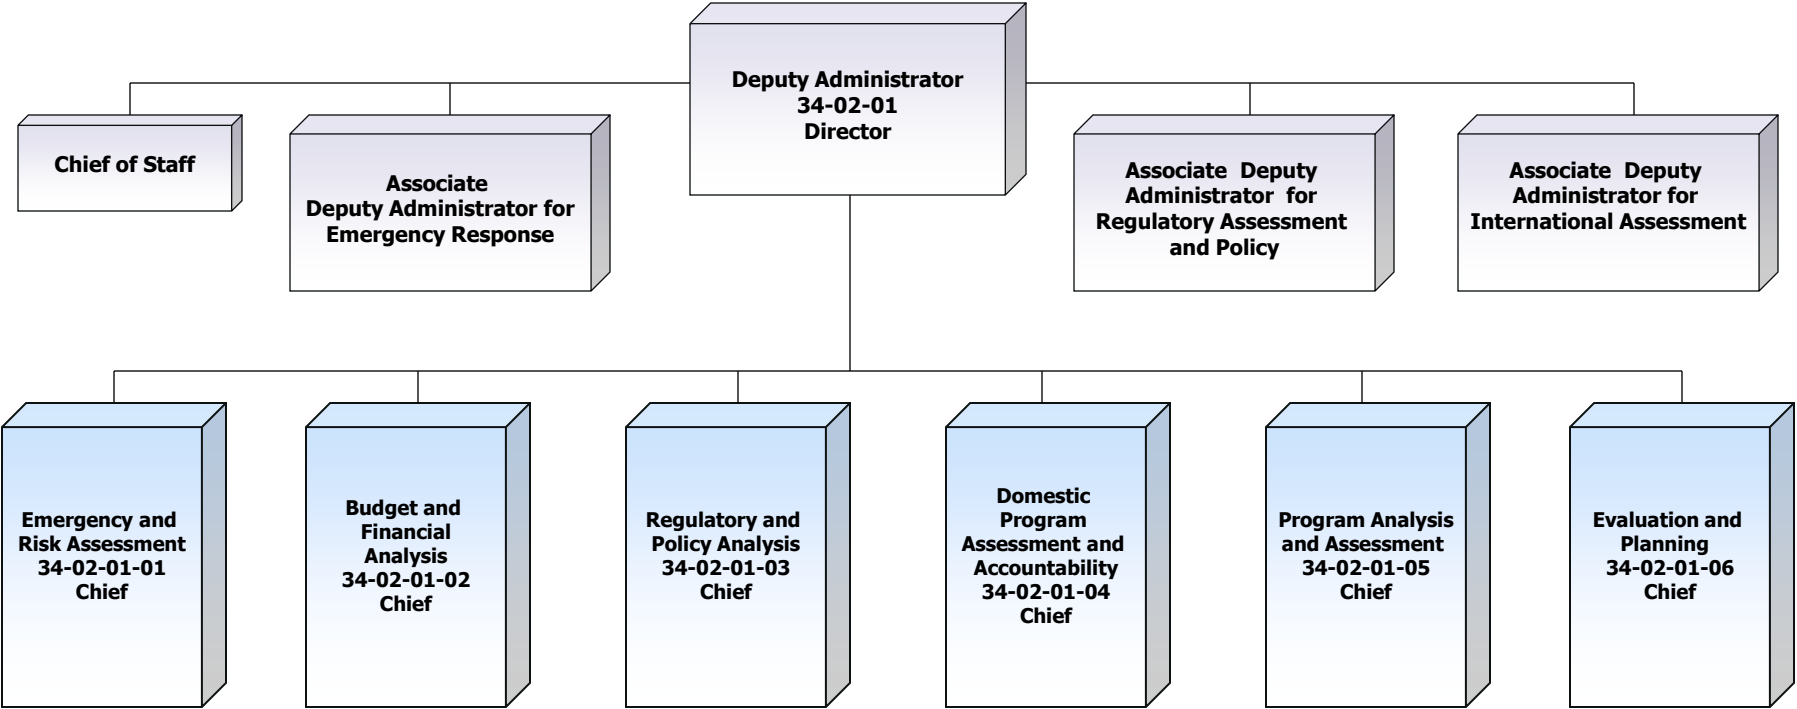 Deputy Administrator
34-02-01
Director
Chief of Staff
Associate
Deputy Administrator for
Emergency Response
Associate  Deputy
Administrator  for
Regulatory Assessment
and Policy
Associate  Deputy
Administrator for
International Assessment
Emergency and
Risk Assessment
34-02-01-01
Chief
Budget and
Financial
Analysis
34-02-01-02
Chief
Regulatory and
Policy Analysis
34-02-01-03
Chief
Domestic
Program
Assessment and
Accountability
34-02-01-04
Chief
Program Analysis
and Assessment
34-02-01-05
Chief
Evaluation and
Planning
34-02-01-06
Chief